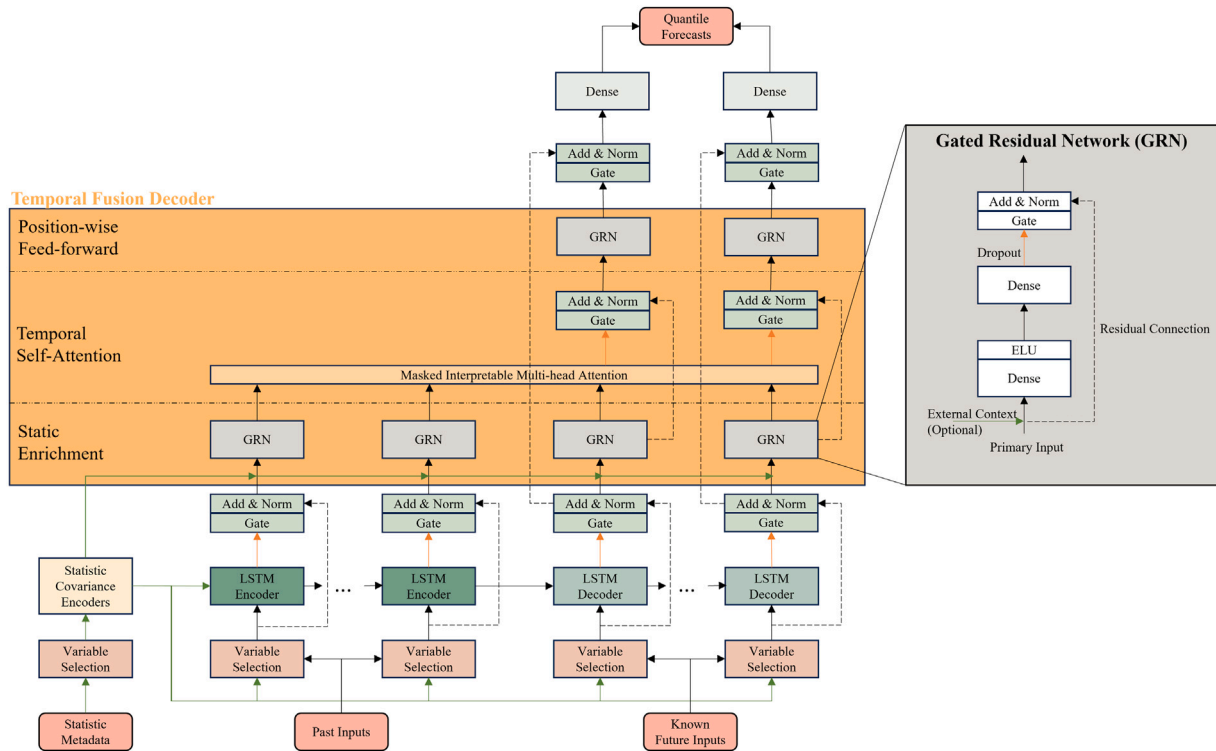 Quantile
Forecasts
Dense
Dense
Add & Norm
Gate
Add & Norm
Gate
Temporal Fusion Decoder
Position-wise
Feed-forward
GRN
GRN
Temporal
Self-Attention
Add & Norm
Gate
Add & Norm
Gate
Masked Interpretable Multi-head Attention
Static
Enrichment
GRN
GRN
GRN
GRN
Add & Norm
Gate
Add & Norm
Gate
Add & Norm
Gate
Add & Norm
Gate
Statistic
Covariance
Encoders
LSTM
Encoder
...
LSTM
Encoder
LSTM
Decoder
...
LSTM
Decoder
Variable
Selection
Variable
Selection
Variable
Selection
Variable
Selection
Variable
Selection
Statistic
Metadata
Past Inputs
Known
Future Inputs
Gated Residual Network (GRN)
Add & Norm
Gate
Dropout
Dense
Residual Connection
ELU
Dense
External Context
(Optional)
Primary Input